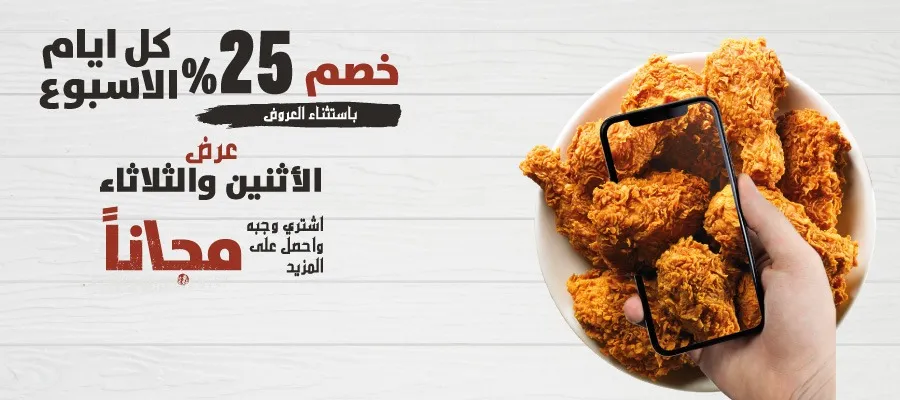 خصم 25% كل ايام الاسبوع
باستثناء العروض
عرض
الأثنين والثلاثاء
اشتري وجبه
واحصل على
المزيد
مجاناً